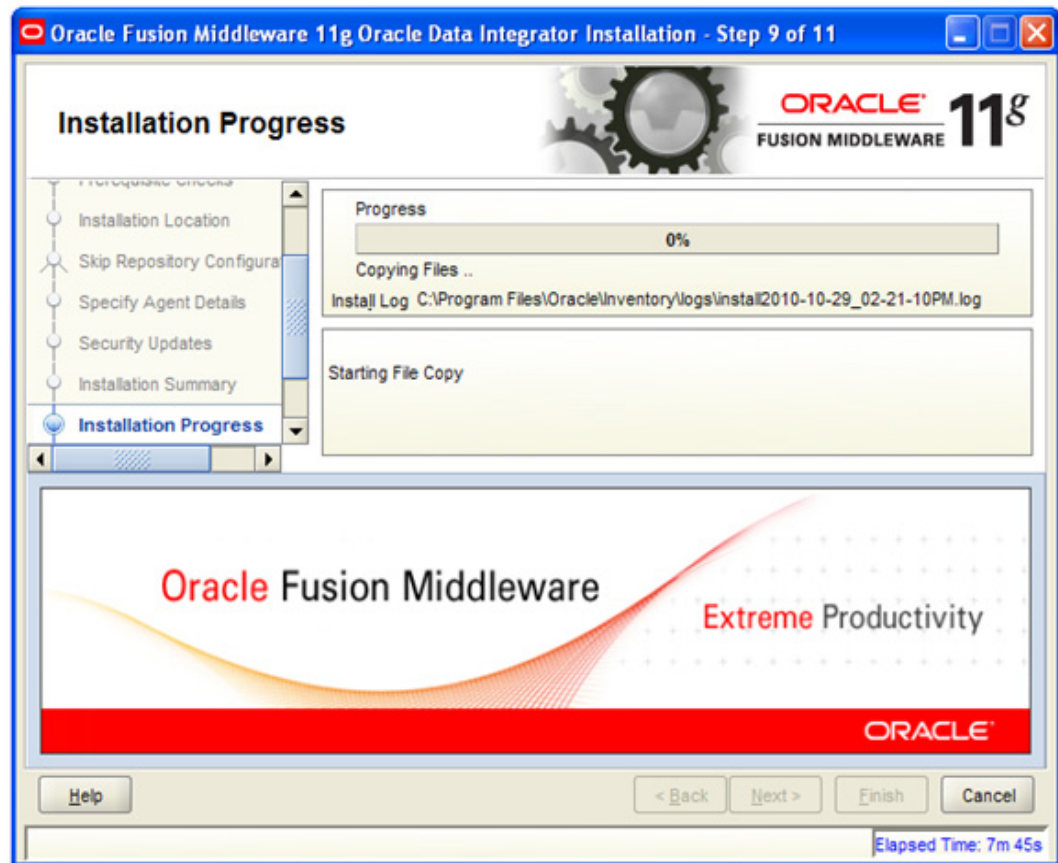 Oracle Fusion Middleware 11g Oracle Data Integrator Installation - Step 9 of 11
Installation Progress
ORACLE
FUSION MIDDLEWARE 11g
Prerequisite Checks
Installation Location
Skip Repository Configurat
Specify Agent Details
Security Updates
Installation Summary
Installation Progress
Progress
0%
Copying Files ..
Install Log C:\Program Files\Oracle\Inventory\logs\install2010-10-29_02-21-10PM.log
Starting File Copy
Oracle Fusion Middleware
Extreme Productivity
ORACLE
Help
< Back
Next >
Finish
Cancel
Elapsed Time: 7m 45s